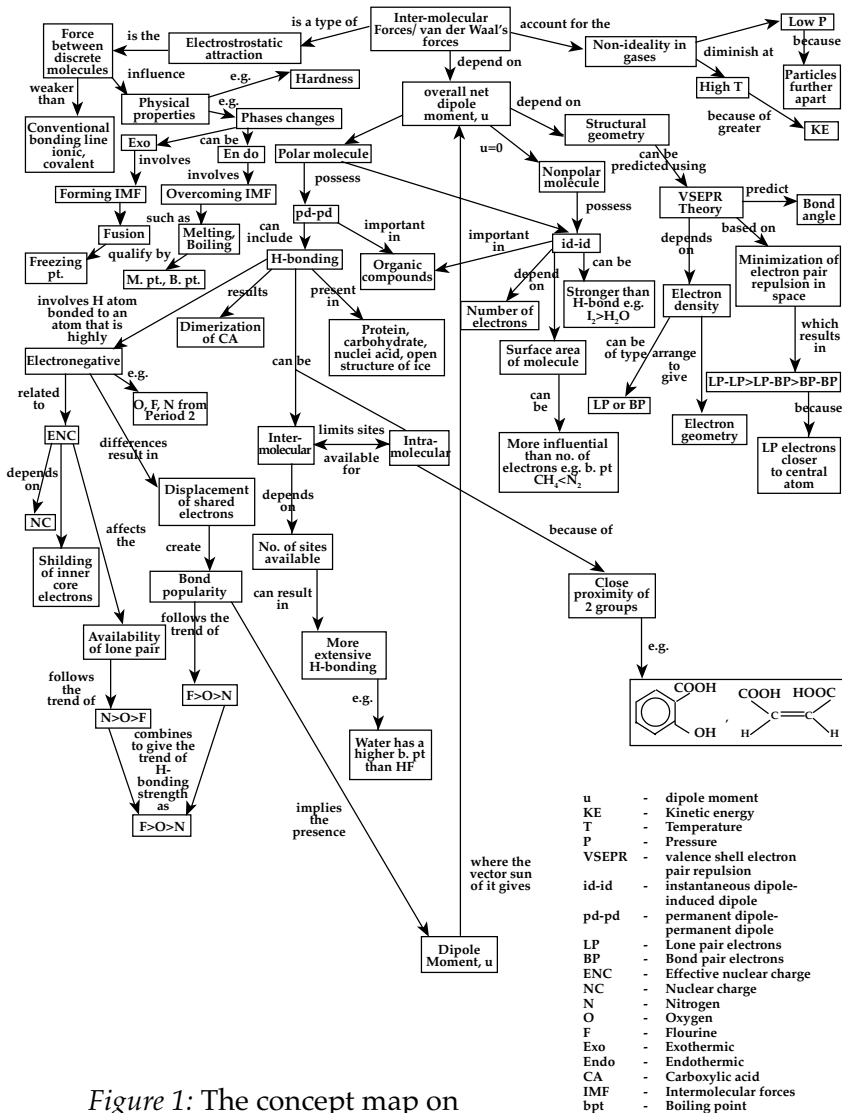 Inter-molecular
Forces/ van der Waal's
forces
is a type of
account for the
Electrostrostatic
attraction
is the
Force
between
discrete
molecules
Non-ideality in
gases
Low P
because
Particles
further
apart
diminish at
High T
because of
greater
KE
weaker
than
Conventional
bonding line
ionic,
covalent
influence
Physical
properties
e.g.
Hardness
e.g.
Phases changes
can be
Exo
En do
involves
involves
Forming IMF
Overcoming IMF
such as
Fusion
Melting,
Boiling
Freezing
pt.
qualify by
M. pt., B. pt.
depend on
overall net
dipole
moment, u
depend on
Structural
geometry
u=0
Polar molecule
Nonpolar
molecule
possess
possess
pd-pd
id-id
can
include
important
in
important
in
H-bonding
Organic
compounds
can be
predicted using
VSEPR
Theory
predict
Bond
angle
based on
Minimization of
electron pair
repulsion in
space
depends
on
Electron
density
depend
on
can be
Number of
electrons
Stronger than
H-bond e.g.
I₂>H₂O
Surface area
of molecule
can
be
More influential
than no. of
electrons e.g. b. pt
CH₄<N₂
can be
of type
arrange
to
give
LP or BP
Electron
geometry
which
results
in
LP-LP>LP-BP>BP-BP
because
LP electrons
closer
to central
atom
involves H atom
bonded to an
atom that is
highly
results
present
in
Dimerization
of CA
Protein,
carbohydrate,
nuclei acid, open
structure of ice
Electronegative
e.g.
O, F, N from
Period 2
related
to
ENC
differences
result in
can be
Inter-
molecular
limits sites
available
for
Intra-
molecular
depends
on
NC
Shilding
of inner
core
electrons
affects
the
Displacement
of shared
electrons
create
Bond
popularity
depends
on
No. of sites
available
can result
in
More
extensive
H-bonding
e.g.
Water has a
higher b. pt
than HF
because of
Close
proximity of
2 groups
e.g.
COOH
OH
,
COOH HOOC
C C
H H
Availability
of lone pair
follows the
trend of
follows
the
trend of
F>O>N
N>O>F
combines
to give the
trend of
H-
bonding
strength
as
F>O>N
implies
the
presence
Dipole
Moment, u
where the
vector sun
of it gives
u - dipole moment
KE - Kinetic energy
T - Temperature
P - Pressure
VSEPR - valence shell electron
pair repulsion
id-id - instantaneous dipole-
induced dipole
pd-pd - permanent dipole-
permanent dipole
LP - Lone pair electrons
BP - Bond pair electrons
ENC - Effective nuclear charge
NC - Nuclear charge
N - Nitrogen
O - Oxygen
F - Flourine
Exo - Exothermic
Endo - Endothermic
CA - Carboxylic acid
IMF - Intermolecular forces
bpt - Boiling point
Figure 1: The concept map on